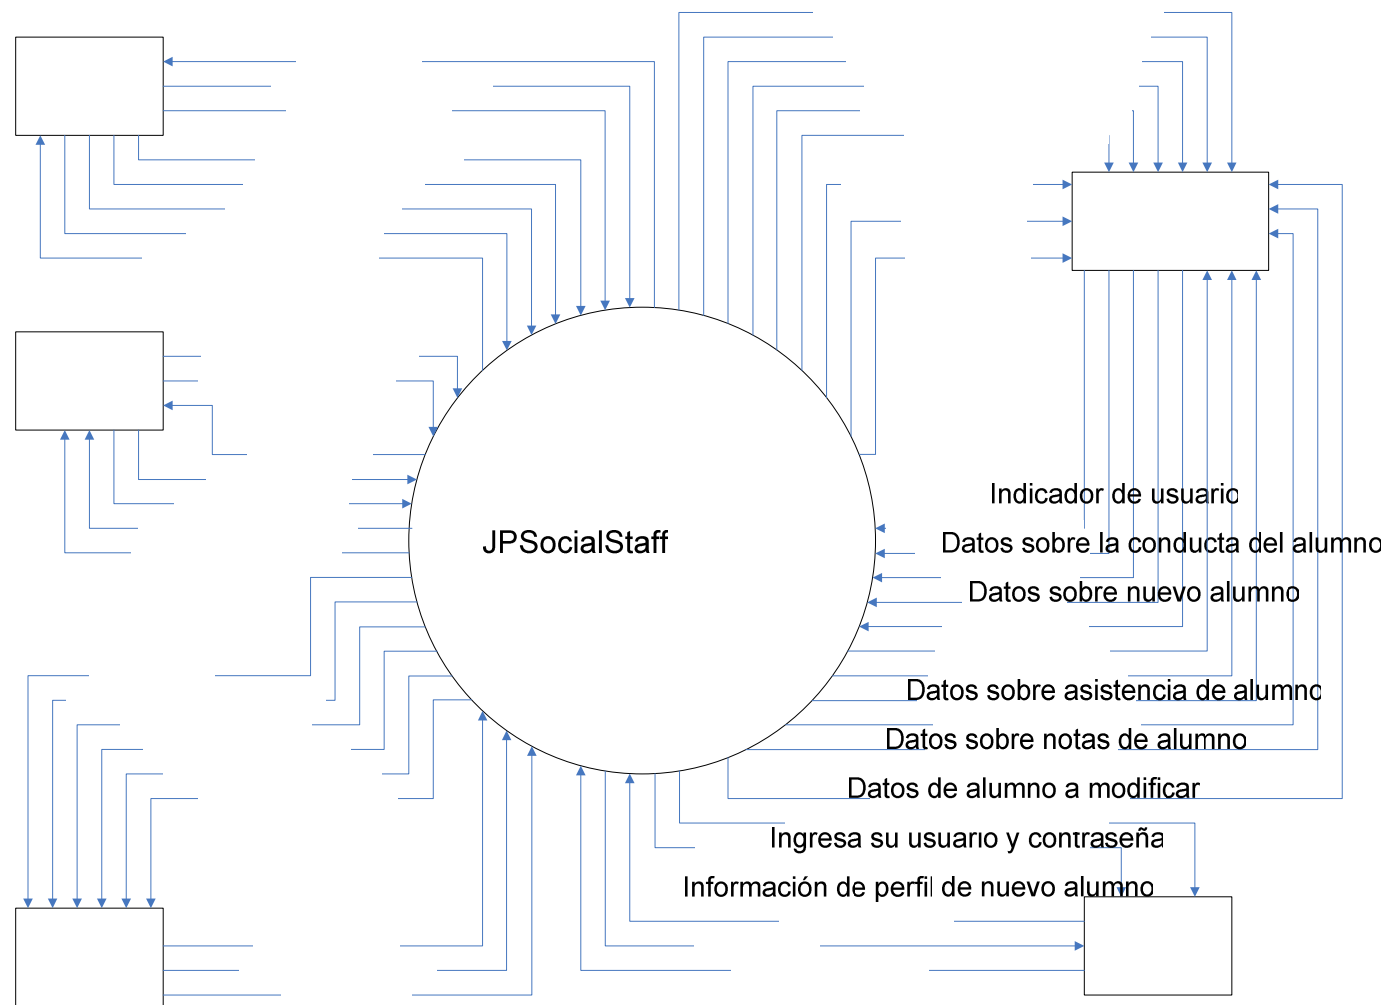 Indicador de usuario
JPSocialStaff
Datos sobre la conducta del alumno
Datos sobre nuevo alumno
Datos sobre asistencia de alumno
Datos sobre notas de alumno
Datos de alumno a modificar
Ingresa su usuario y contraseña
Información de perfil de nuevo alumno